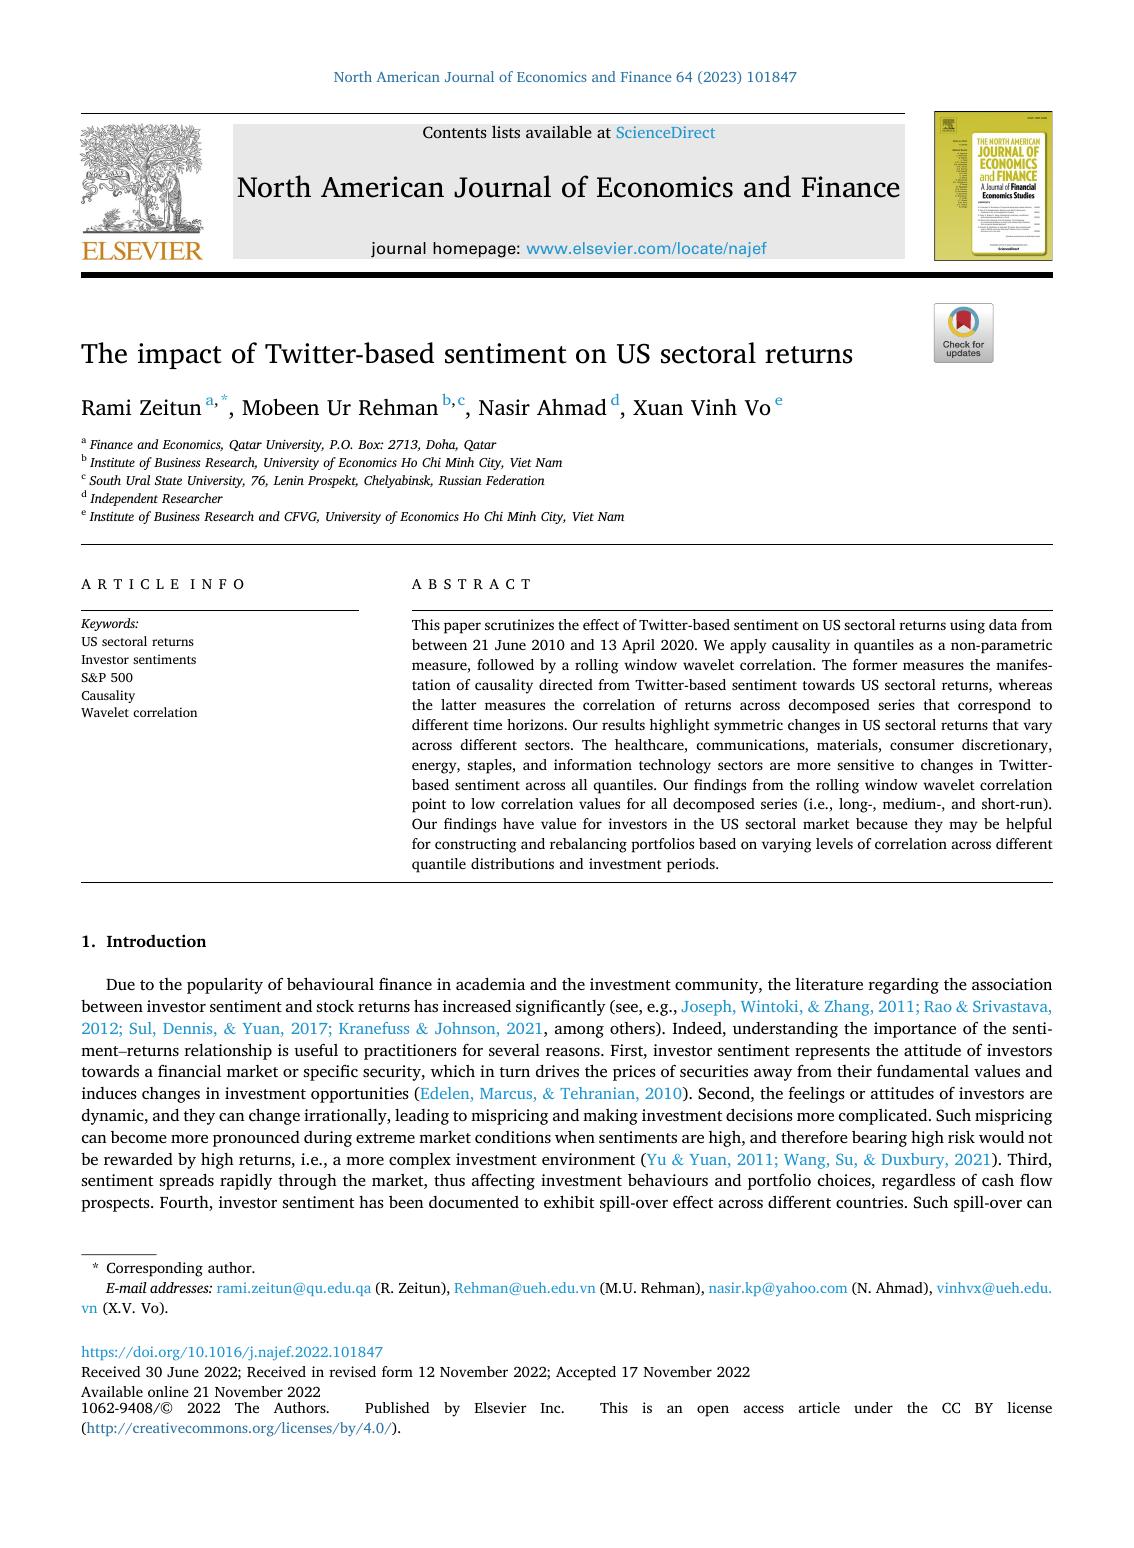 North American Journal of Economics and Finance 64 (2023) 101847
Contents lists available at ScienceDirect
North American Journal of Economics and Finance
journal homepage: www.elsevier.com/locate/najef
ELSEVIER
THE NORTH AMERICAN
JOURNAL OF
ECONOMICS
and FINANCE
A Journal of Financial
Economics Studies
Check for
updates
The impact of Twitter-based sentiment on US sectoral returns
Rami Zeitun a,*, Mobeen Ur Rehman b,c, Nasir Ahmad d, Xuan Vinh Vo e
a Finance and Economics, Qatar University, P.O. Box: 2713, Doha, Qatar
b Institute of Business Research, University of Economics Ho Chi Minh City, Viet Nam
c South Ural State University, 76, Lenin Prospekt, Chelyabinsk, Russian Federation
d Independent Researcher
e Institute of Business Research and CFVG, University of Economics Ho Chi Minh City, Viet Nam
ARTICLE INFO
Keywords:
US sectoral returns
Investor sentiments
S&P 500
Causality
Wavelet correlation
ABSTRACT
This paper scrutinizes the effect of Twitter-based sentiment on US sectoral returns using data from
between 21 June 2010 and 13 April 2020. We apply causality in quantiles as a non-parametric
measure, followed by a rolling window wavelet correlation. The former measures the manifes-
tation of causality directed from Twitter-based sentiment towards US sectoral returns, whereas
the latter measures the correlation of returns across decomposed series that correspond to
different time horizons. Our results highlight symmetric changes in US sectoral returns that vary
across different sectors. The healthcare, communications, materials, consumer discretionary,
energy, staples, and information technology sectors are more sensitive to changes in Twitter-
based sentiment across all quantiles. Our findings from the rolling window wavelet correlation
point to low correlation values for all decomposed series (i.e., long-, medium-, and short-run).
Our findings have value for investors in the US sectoral market because they may be helpful
for constructing and rebalancing portfolios based on varying levels of correlation across different
quantile distributions and investment periods.
1. Introduction
Due to the popularity of behavioural finance in academia and the investment community, the literature regarding the association
between investor sentiment and stock returns has increased significantly (see, e.g., Joseph, Wintoki, & Zhang, 2011; Rao & Srivastava,
2012; Sul, Dennis, & Yuan, 2017; Kranefuss & Johnson, 2021, among others). Indeed, understanding the importance of the senti-
ment–returns relationship is useful to practitioners for several reasons. First, investor sentiment represents the attitude of investors
towards a financial market or specific security, which in turn drives the prices of securities away from their fundamental values and
induces changes in investment opportunities (Edelen, Marcus, & Tehranian, 2010). Second, the feelings or attitudes of investors are
dynamic, and they can change irrationally, leading to mispricing and making investment decisions more complicated. Such mispricing
can become more pronounced during extreme market conditions when sentiments are high, and therefore bearing high risk would not
be rewarded by high returns, i.e., a more complex investment environment (Yu & Yuan, 2011; Wang, Su, & Duxbury, 2021). Third,
sentiment spreads rapidly through the market, thus affecting investment behaviours and portfolio choices, regardless of cash flow
prospects. Fourth, investor sentiment has been documented to exhibit spill-over effect across different countries. Such spill-over can
* Corresponding author.
E-mail addresses: rami.zeitun@qu.edu.qa (R. Zeitun), Rehman@ueh.edu.vn (M.U. Rehman), nasir.kp@yahoo.com (N. Ahmad), vinhvx@ueh.edu.
vn (X.V. Vo).
https://doi.org/10.1016/j.najef.2022.101847
Received 30 June 2022; Received in revised form 12 November 2022; Accepted 17 November 2022
Available online 21 November 2022
1062-9408/© 2022 The Authors. Published by Elsevier Inc. This is an open access article under the CC BY license
(http://creativecommons.org/licenses/by/4.0/).